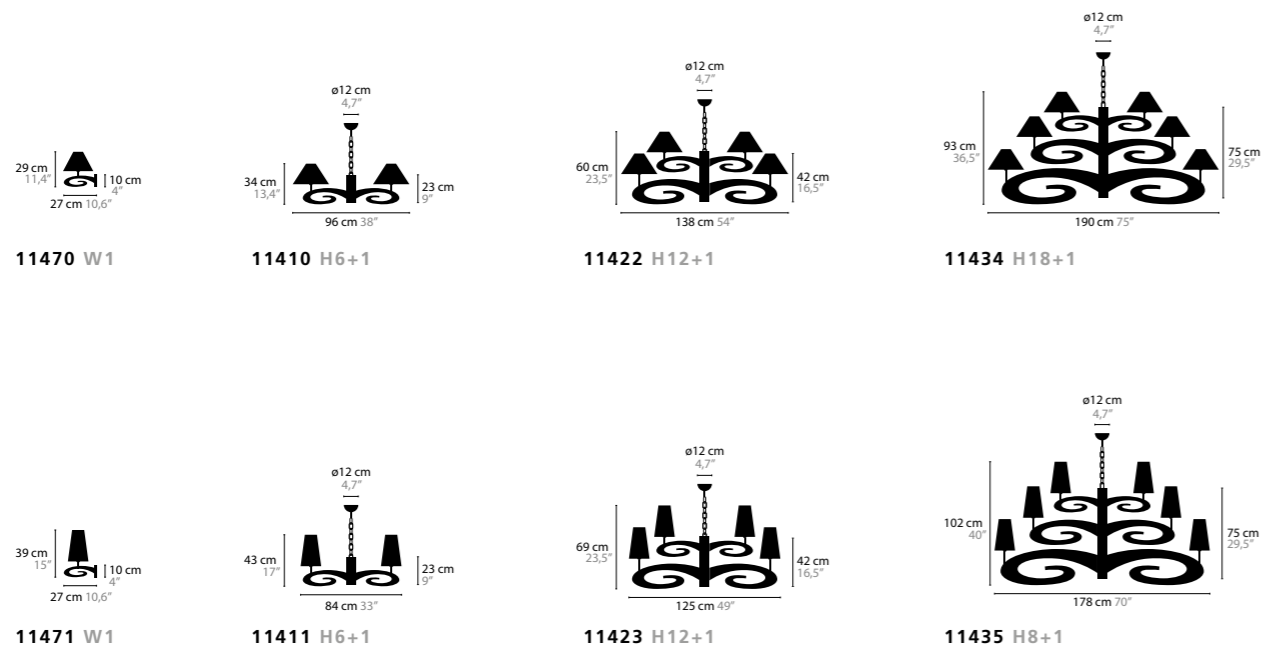 29 cm
11,4”
10 cm
4”
27 cm 10,6”
11470 W1
ø12 cm
4,7”
34 cm
13,4”
23 cm
9”
96 cm 38”
11410 H6+1
ø12 cm
4,7”
60 cm
23,5”
42 cm
16,5”
138 cm 54”
11422 H12+1
ø12 cm
4,7”
93 cm
36,5”
75 cm
29,5”
190 cm 75”
11434 H18+1
39 cm
15”
10 cm
4”
27 cm 10,6”
11471 W1
ø12 cm
4,7”
43 cm
17”
23 cm
9”
84 cm 33”
11411 H6+1
ø12 cm
4,7”
69 cm
23,5”
42 cm
16,5”
125 cm 49”
11423 H12+1
ø12 cm
4,7”
102 cm
40”
75 cm
29,5”
178 cm 70”
11435 H8+1